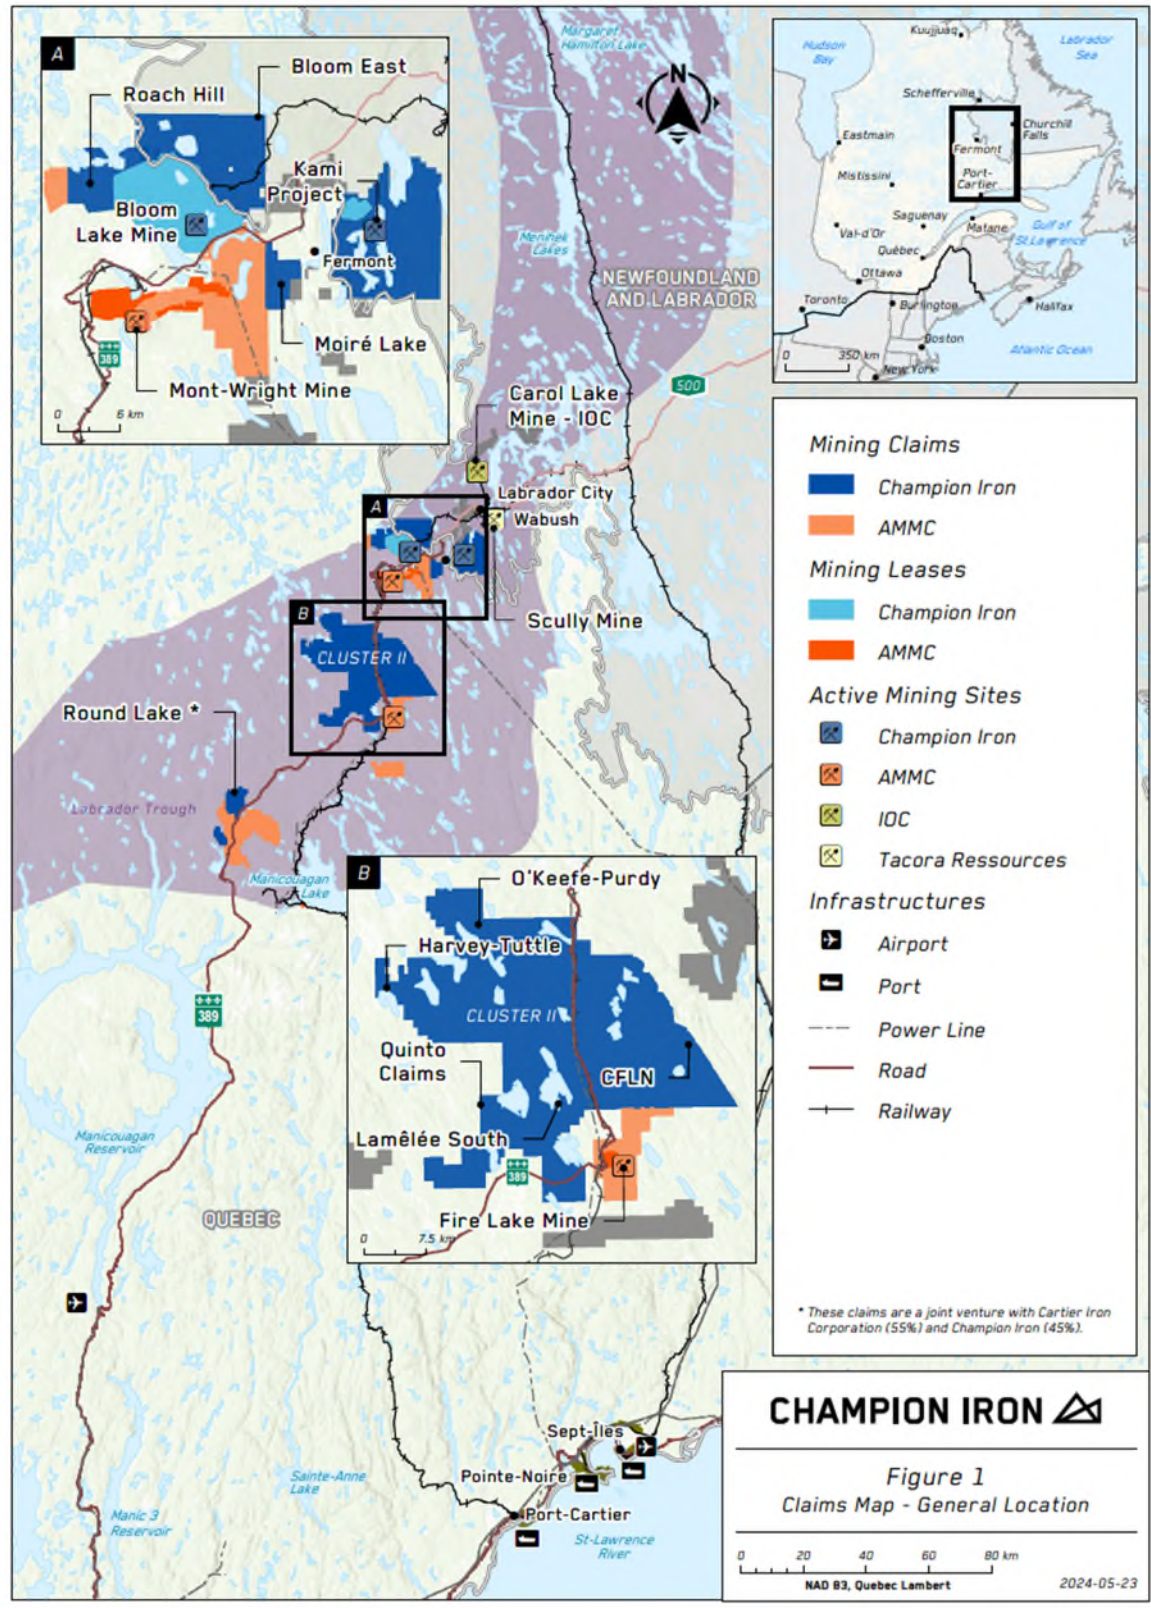 A
Bloom East
Roach Hill
Kami
Project
Bloom
Lake Mine
Fermont
Moiré Lake
389
Mont-Wright Mine
0 6 km
Margaret
Hamilton Lake
N
Menihek
Lakes
NEWFOUNDLAND
AND LABRADOR
500
Carol Lake
Mine - IOC
Labrador City
Wabush
A
Scully Mine
B
CLUSTER II
Round Lake *
Labrador Trough
Manicouagan
Lake
389
Manicouagan
Reservoir
QUEBEC
B
O'Keefe-Purdy
Harvey-Tuttle
CLUSTER II
Quinto
Claims
CFLN
Lamêlée South
389
Fire Lake Mine
0 7.5 km
Sept-Îles
Pointe-Noire
Port-Cartier
St-Lawrence
River
Sainte-Anne
Lake
Manic 3
Reservoir
Hudson
Bay
Kuujjuaq
Labrador
Sea
Schefferville
Eastmain
Churchill
Falls
Fermont
Mistissini
Port-
Cartier
Saguenay
Matane
Gulf of
St. Lawrence
Val-d'Or
Québec
Ottawa
Toronto
Burlington
Halifax
Boston
Atlantic Ocean
New York
0 350 km
Mining Claims
Champion Iron
AMMC
Mining Leases
Champion Iron
AMMC
Active Mining Sites
Champion Iron
AMMC
IOC
Tacora Ressources
Infrastructures
Airport
Port
Power Line
Road
Railway
* These claims are a joint venture with Cartier Iron
Corporation (55%) and Champion Iron (45%).
CHAMPION IRON
Figure 1
Claims Map - General Location
0 20 40 60 80 km
NAD 83, Quebec Lambert
2024-05-23